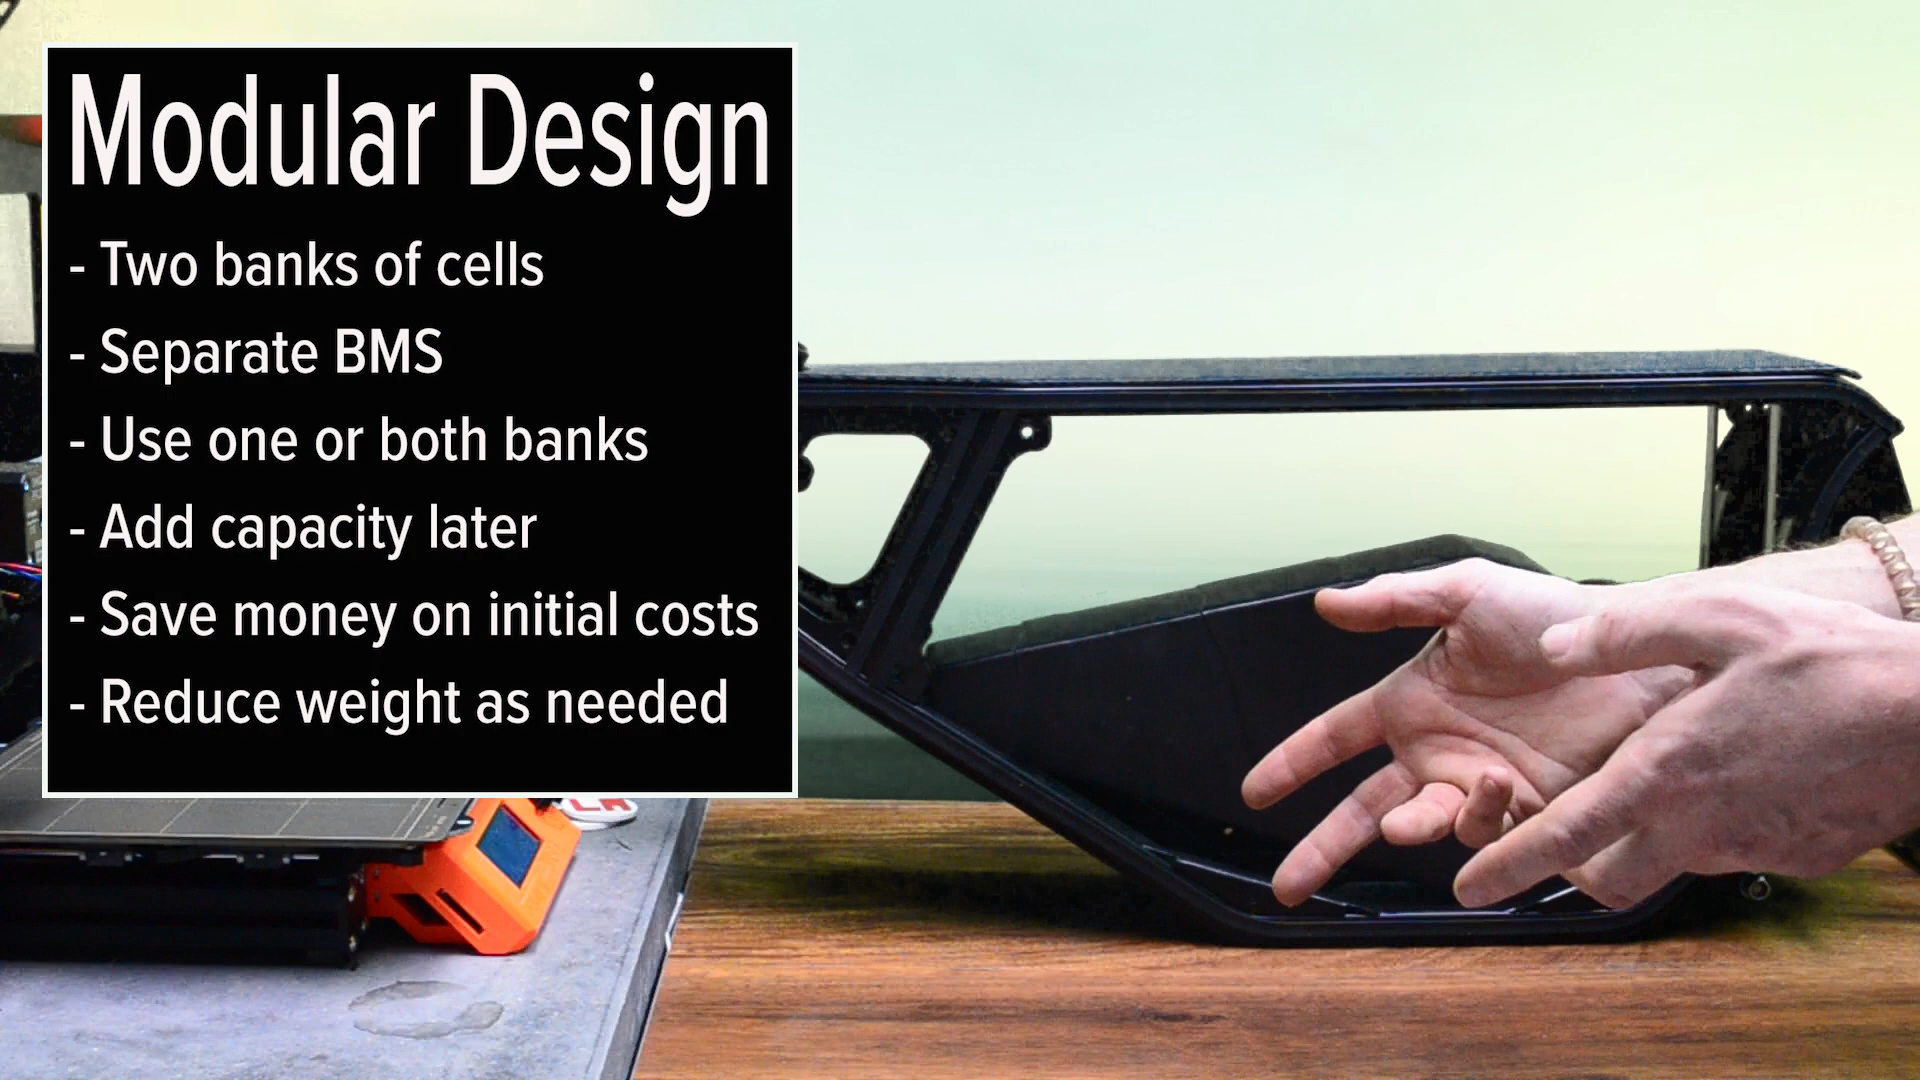 Modular Design
- Two banks of cells
- Separate BMS
- Use one or both banks
- Add capacity later
- Save money on initial costs
- Reduce weight as needed